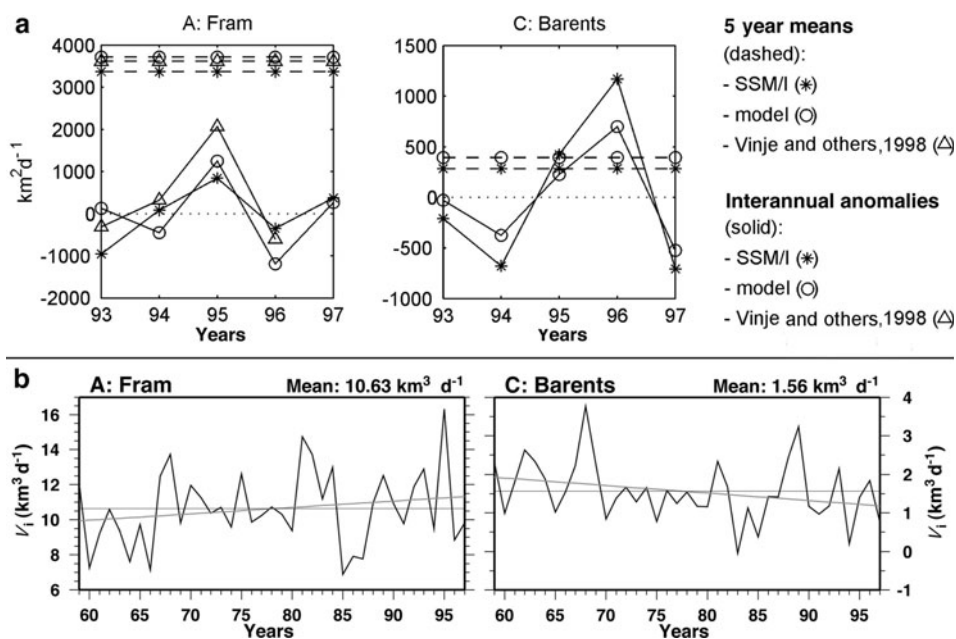 a
A: Fram
C: Barents
4000
3000
2000
1000
0
-1000
-2000
km²d⁻¹
93 94 95 96 97
Years
1500
1000
500
0
-500
-1000
93 94 95 96 97
Years
5 year means
(dashed):
- SSM/I (*)
- model (○)
- Vinje and others,1998 (△)
Interannual anomalies
(solid):
- SSM/I (*)
- model (○)
- Vinje and others,1998 (△)
b
A: Fram Mean: 10.63 km³ d⁻¹
C: Barents Mean: 1.56 km³ d⁻¹
16
14
12
10
8
6
Vᵢ (km³ d⁻¹)
60 65 70 75 80 85 90 95
Years
60 65 70 75 80 85 90 95
Years
4
3
2
1
0
-1
Vᵢ (km³ d⁻¹)